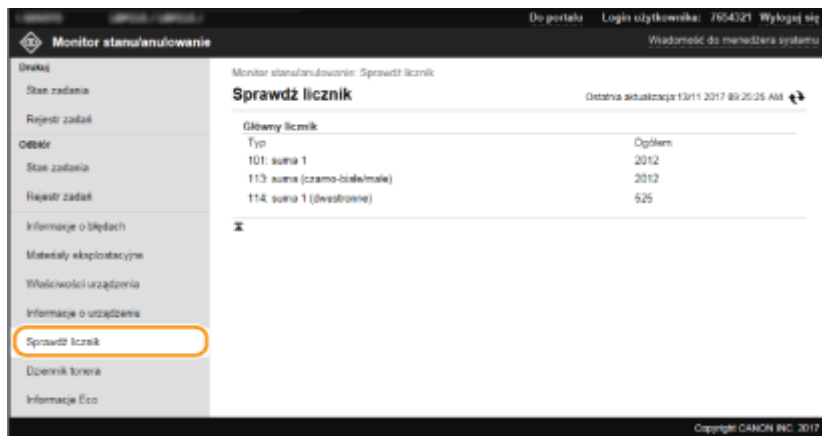 Do portalu Login użytkownika: 7654321 Wyloguj się
Monitor stanu/anulowanie
Wiadomość do menedżera systemu
Drukuj
Stan zadania
Rejestr zadań
Odbiór
Stan zadania
Rejestr zadań
Informacje o błędach
Materiały eksploatacyjne
Właściwości urządzenia
Informacje o urządzeniu
Sprawdź licznik
Dziennik tonera
Informacje Eco
Monitor stanu/anulowanie: Sprawdź licznik
Sprawdź licznik
Ostatnia aktualizacja:13/11 2017 09:25:25 AM
Główny licznik
Typ Ogółem
101: suma 1 2012
113: suma (czarno-białe/małe) 2012
114: suma 1 (dwustronne) 525
Copyright CANON INC. 2017